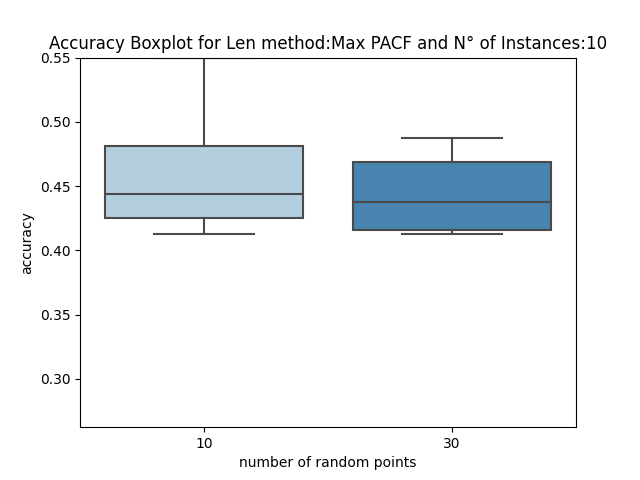 Accuracy Boxplot for Len method:Max PACF and N° of Instances:10
0.55
0.50
0.45
0.40
0.35
0.30
accuracy
10 30
number of random points